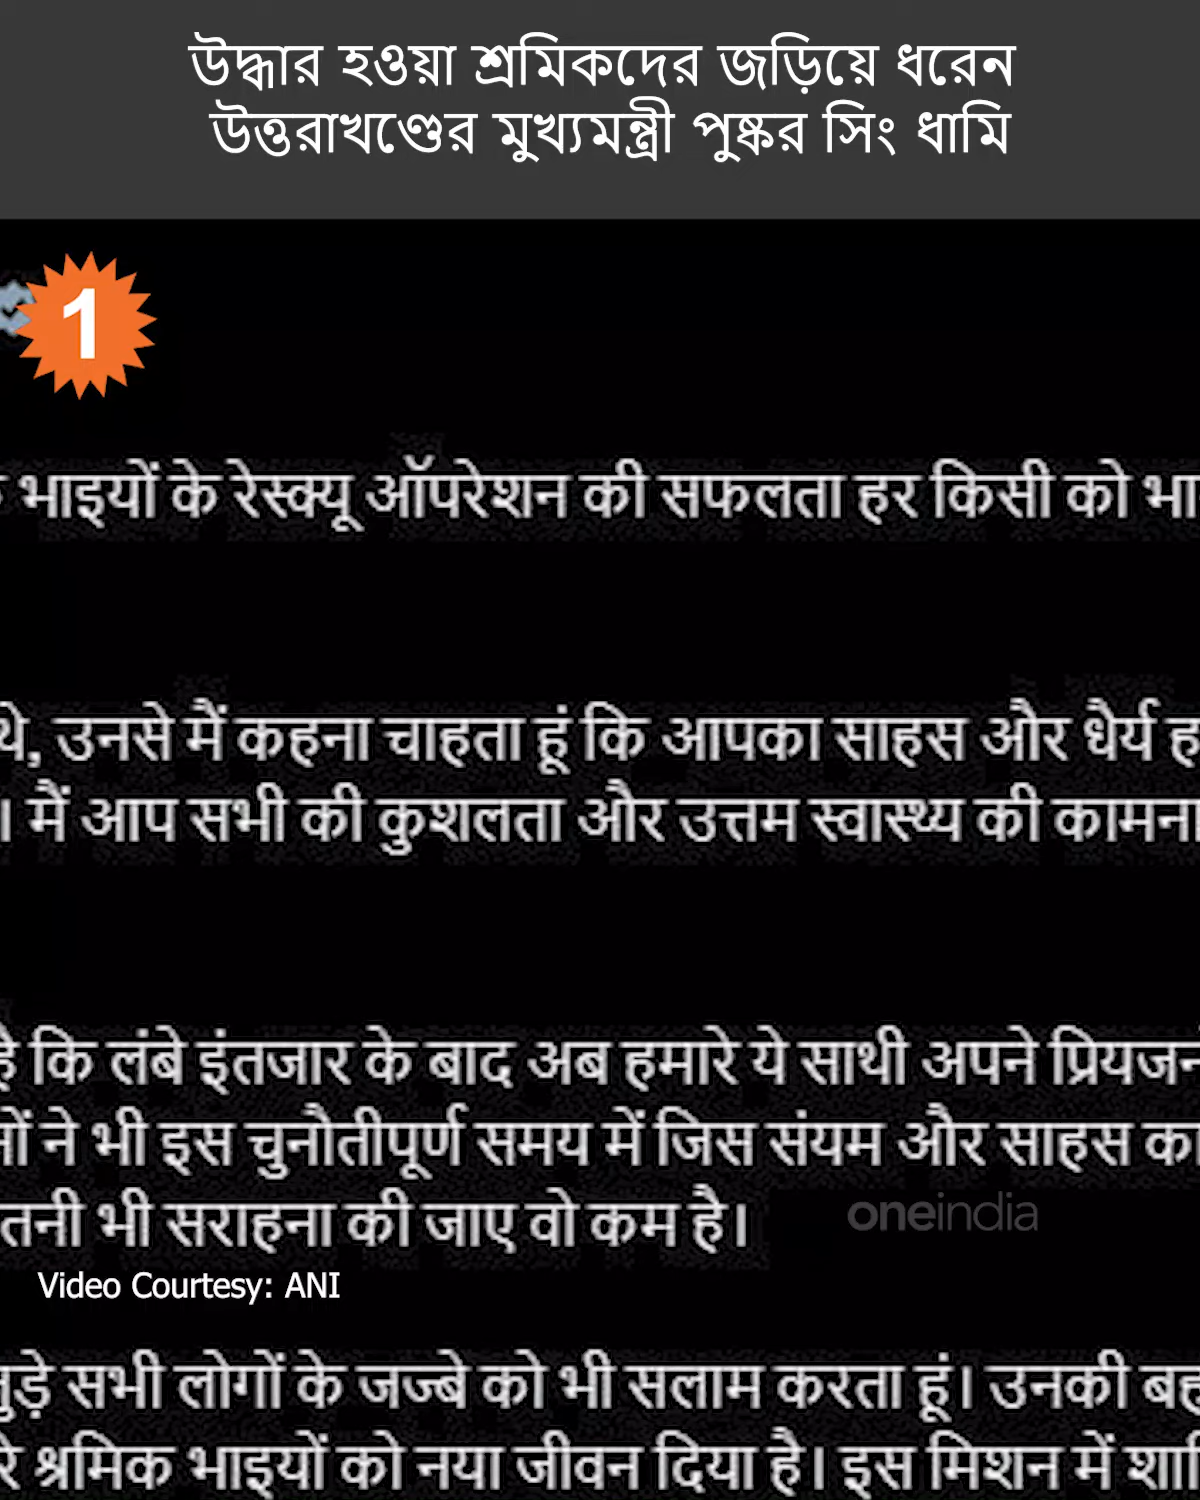 উদ্ধার হওয়া শ্রমিকদের জড়িয়ে ধরেন
উত্তরাখণ্ডের মুখ্যমন্ত্রী পুষ্কর সিং ধামি
1
भाइयों के रेस्क्यू ऑपरेशन की सफलता हर किसी को
थे, उनसे मैं कहना चाहता हूं कि आपका साहस और धैर्य
। मैं आप सभी की कुशलता और उत्तम स्वास्थ्य की कामना
है कि लंबे इंतजार के बाद अब हमारे ये साथी अपने
ने भी इस चुनौतीपूर्ण समय में जिस संयम और साहस का
भी सराहना की जाए वो कम है।
oneindia
Video Courtesy: ANI
सभी लोगों के जज्बे को भी सलाम करता हूं। उनकी
श्रमिक भाइयों को नया जीवन दिया है। इस मिशन में